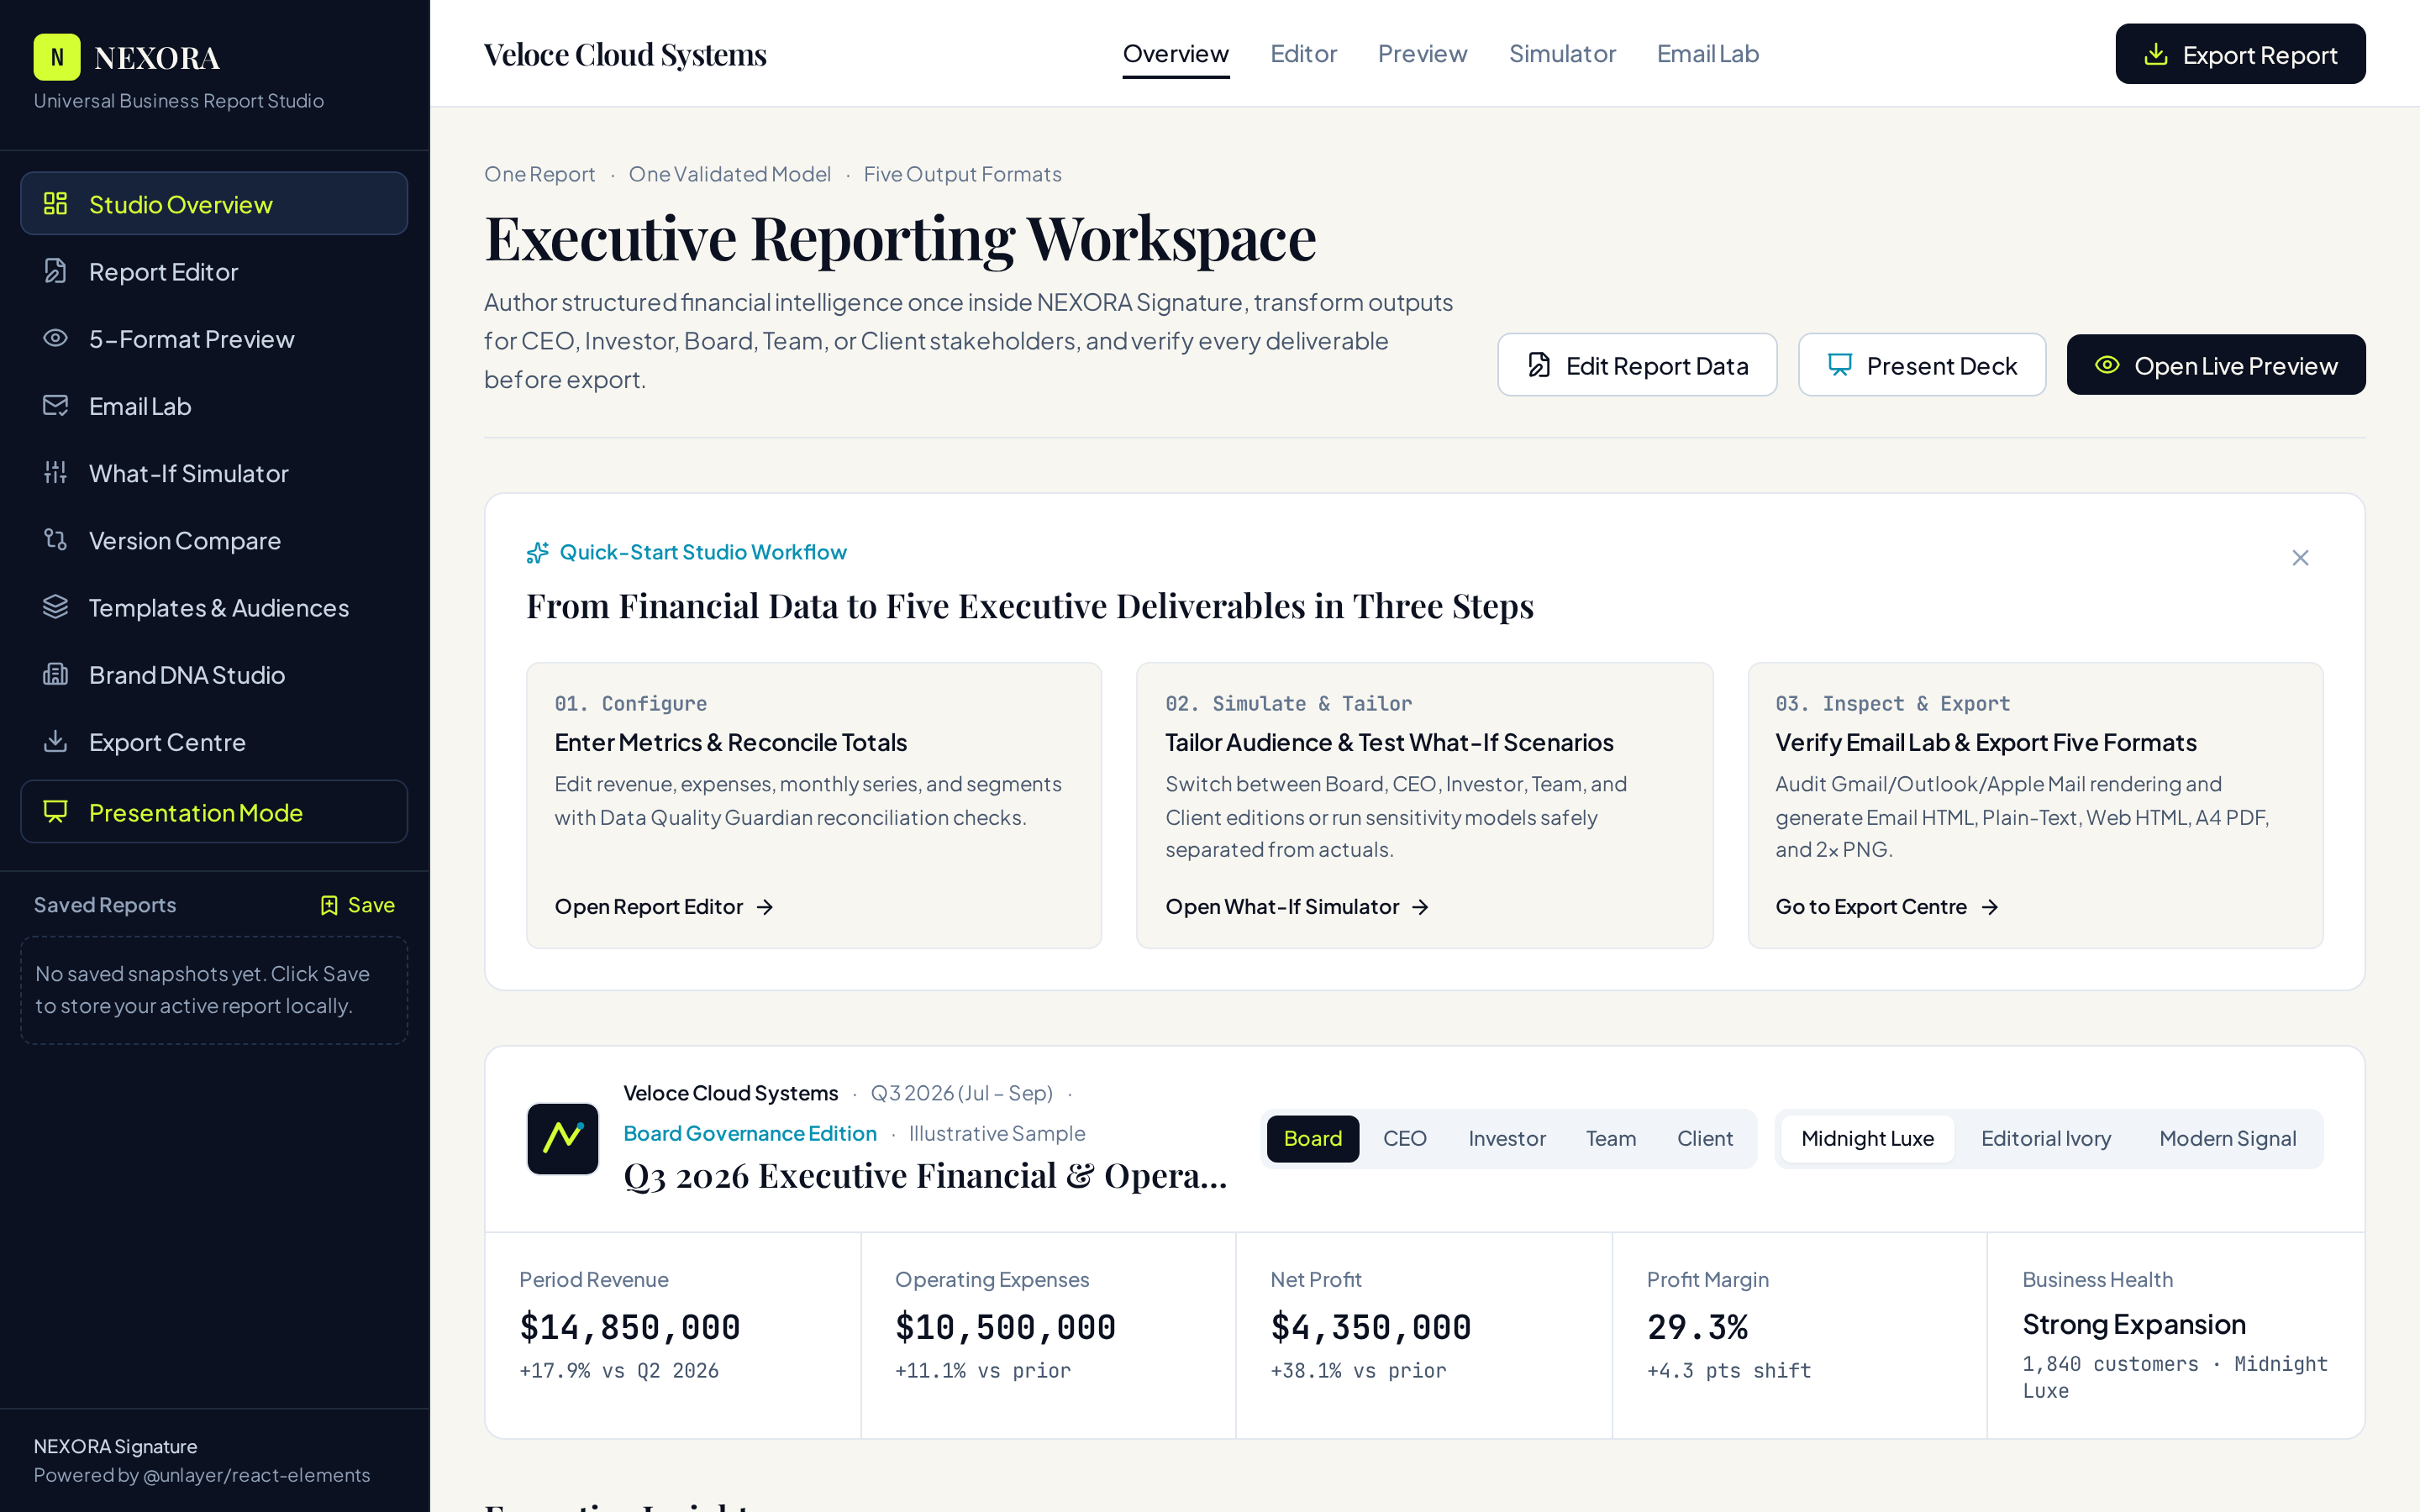 N NEXORA
Universal Business Report Studio
Studio Overview
Report Editor
5-Format Preview
Email Lab
What-If Simulator
Version Compare
Templates & Audiences
Brand DNA Studio
Export Centre
Presentation Mode
Saved Reports
Save
No saved snapshots yet. Click Save
to store your active report locally.
NEXORA Signature
Powered by @unlayer/react-elements
Veloce Cloud Systems
Overview
Editor
Preview
Simulator
Email Lab
Export Report
One Report · One Validated Model · Five Output Formats
Executive Reporting Workspace
Author structured financial intelligence once inside NEXORA Signature, transform outputs
for CEO, Investor, Board, Team, or Client stakeholders, and verify every deliverable
before export.
Edit Report Data
Present Deck
Open Live Preview
Quick-Start Studio Workflow
From Financial Data to Five Executive Deliverables in Three Steps
01. Configure
Enter Metrics & Reconcile Totals
Edit revenue, expenses, monthly series, and segments
with Data Quality Guardian reconciliation checks.
Open Report Editor →
02. Simulate & Tailor
Tailor Audience & Test What-If Scenarios
Switch between Board, CEO, Investor, Team, and
Client editions or run sensitivity models safely
separated from actuals.
Open What-If Simulator →
03. Inspect & Export
Verify Email Lab & Export Five Formats
Audit Gmail/Outlook/Apple Mail rendering and
generate Email HTML, Plain-Text, Web HTML, A4 PDF,
and 2x PNG.
Go to Export Centre →
Veloce Cloud Systems · Q3 2026 (Jul – Sep) ·
Board Governance Edition · Illustrative Sample
Q3 2026 Executive Financial & Opera...
Board
CEO
Investor
Team
Client
Midnight Luxe
Editorial Ivory
Modern Signal
Period Revenue
$14,850,000
+17.9% vs Q2 2026
Operating Expenses
$10,500,000
+11.1% vs prior
Net Profit
$4,350,000
+38.1% vs prior
Profit Margin
29.3%
+4.3 pts shift
Business Health
Strong Expansion
1,840 customers · Midnight
Luxe